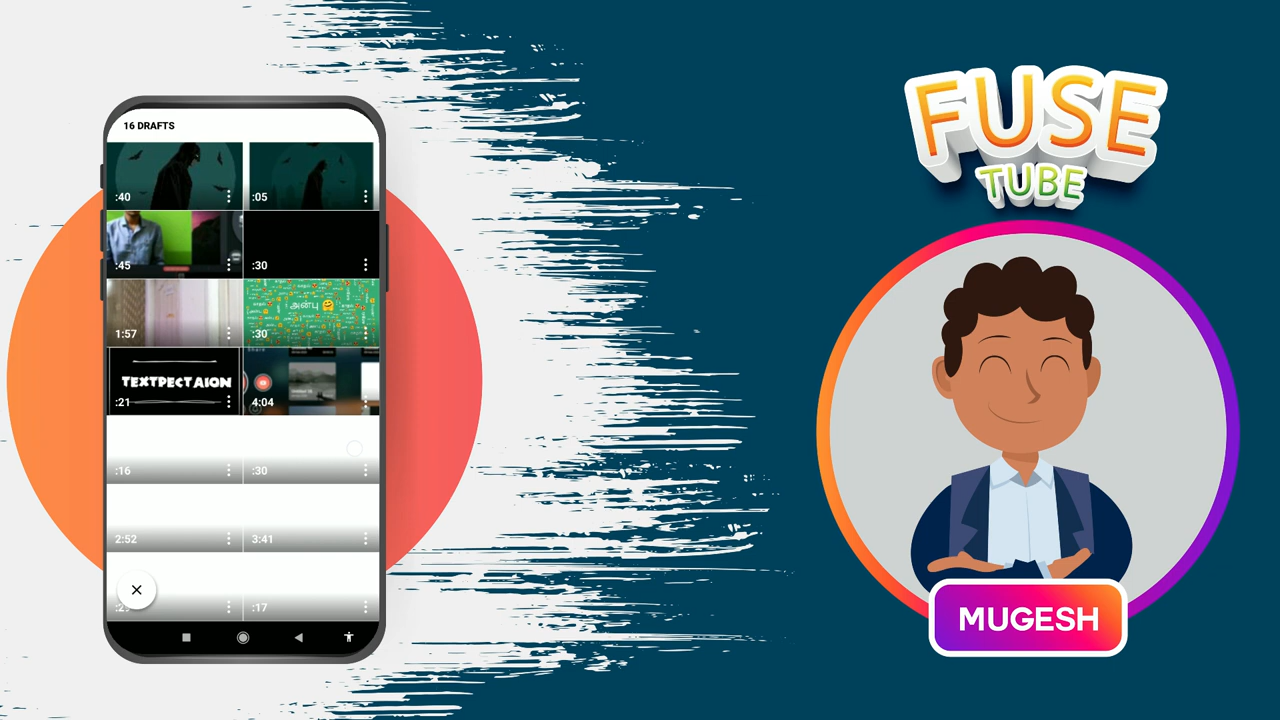 16 DRAFTS
:40
:05
:45
:30
1:57
:30
TEXTPECTAION
:21
4:04
:16
:30
2:52
3:41
:17
FUSE
TUBE
MUGESH